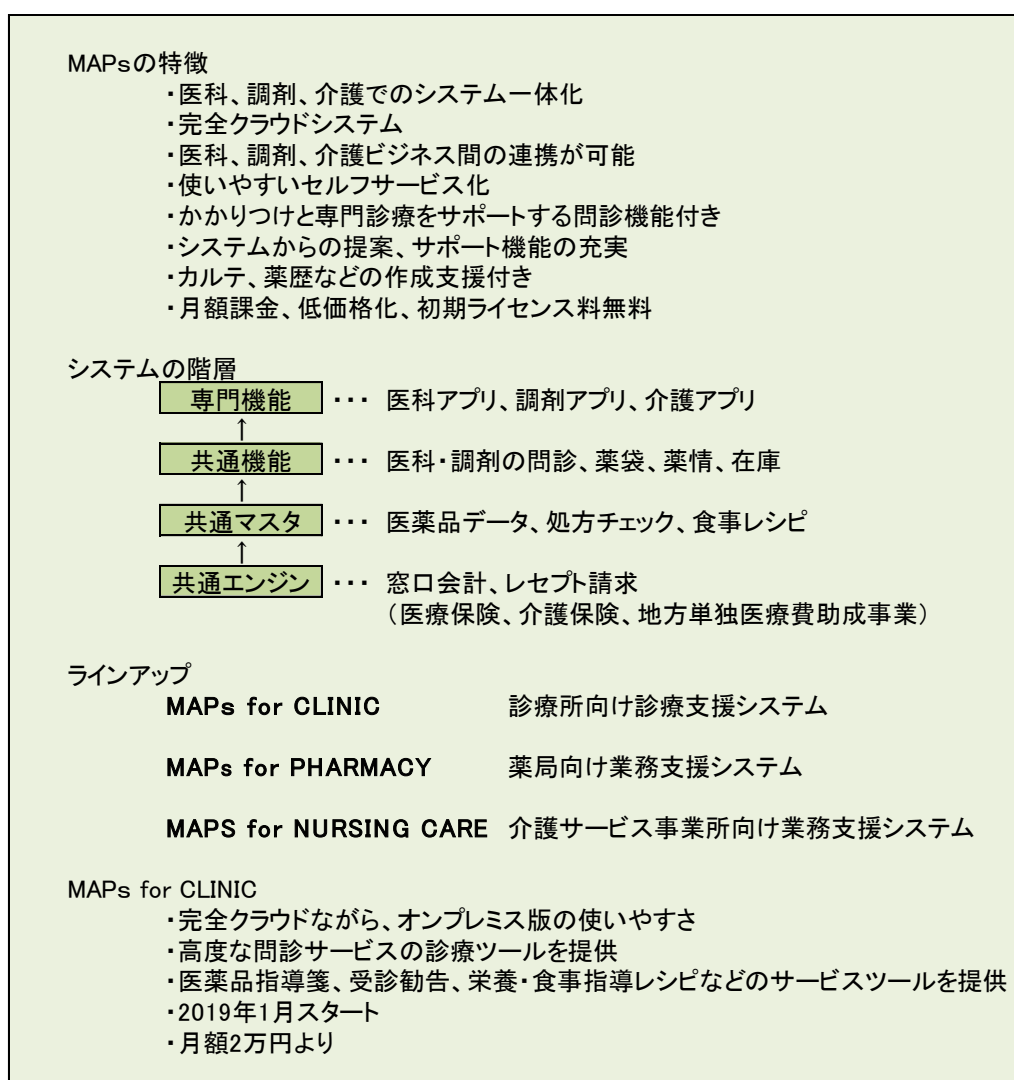 MAPsの特徴
・医科、調剤、介護でのシステム一体化
・完全クラウドシステム
・医科、調剤、介護ビジネス間の連携が可能
・使いやすいセルフサービス化
・かかりつけと専門診療をサポートする問診機能付き
・システムからの提案、サポート機能の充実
・カルテ、薬歴などの作成支援付き
・月額課金、低価格化、初期ライセンス料無料
システムの階層
専門機能 ・・・ 医科アプリ、調剤アプリ、介護アプリ
↑
共通機能 ・・・ 医科・調剤の問診、薬袋、薬情、在庫
↑
共通マスタ ・・・ 医薬品データ、処方チェック、食事レシピ
↑
共通エンジン ・・・ 窓口会計、レセプト請求
（医療保険、介護保険、地方単独医療費助成事業）
ラインアップ
MAPs for CLINIC 診療所向け診療支援システム
MAPs for PHARMACY 薬局向け業務支援システム
MAPS for NURSING CARE 介護サービス事業所向け業務支援システム
MAPs for CLINIC
・完全クラウドながら、オンプレミス版の使いやすさ
・高度な問診サービスの診療ツールを提供
・医薬品指導箋、受診勧告、栄養・食事指導レシピなどのサービスツールを提供
・2019年1月スタート
・月額2万円より